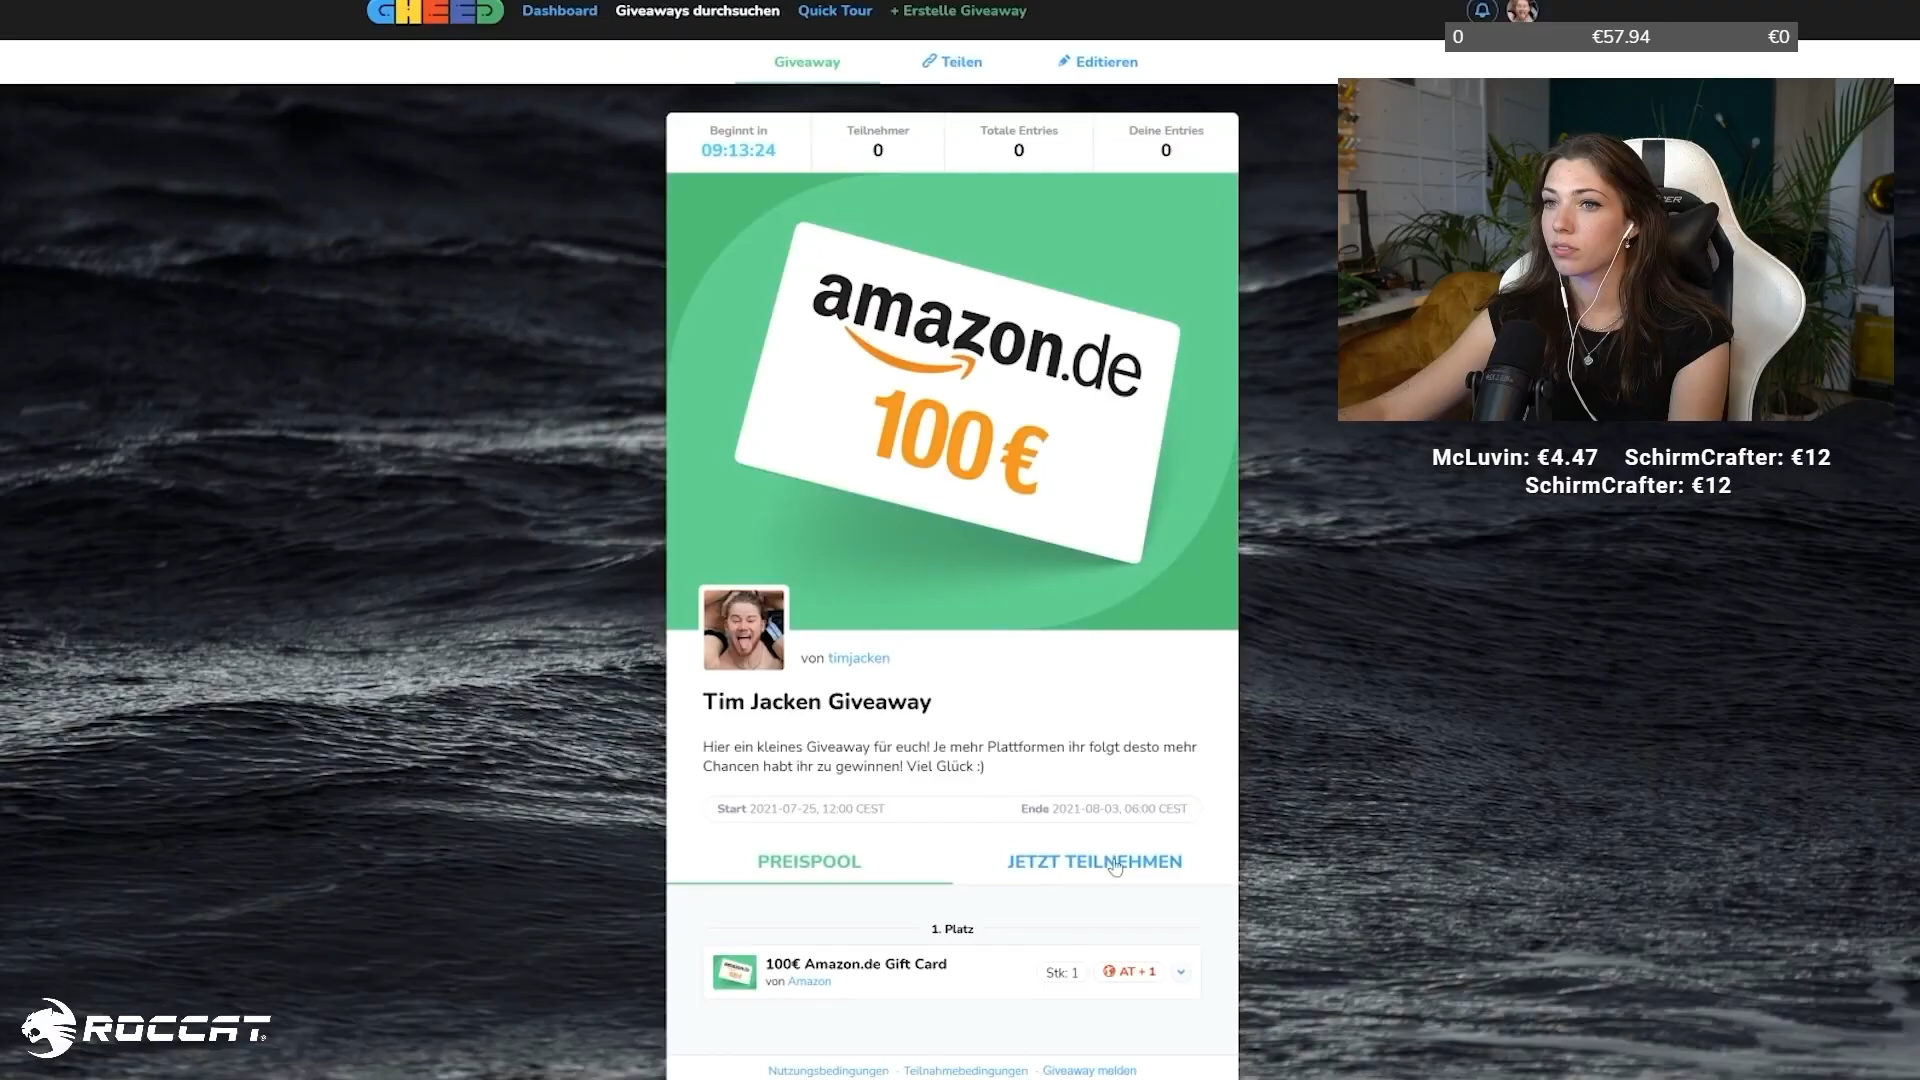 CHEED
Dashboard
Giveaways durchsuchen
Quick Tour
+ Erstelle Giveaway
0 €57.94 €0
Giveaway
Teilen
Editieren
Beginnt in
09:13:24
Teilnehmer
0
Totale Entries
0
Deine Entries
0
amazon.de
100€
McLuvin: €4.47 SchirmCrafter: €12
SchirmCrafter: €12
von timjacken
Tim Jacken Giveaway
Hier ein kleines Giveaway für euch! Je mehr Plattformen ihr folgt desto mehr
Chancen habt ihr zu gewinnen! Viel Glück :)
Start 2021-07-25, 12:00 CEST
Ende 2021-08-03, 06:00 CEST
PREISPOOL
JETZT TEILNEHMEN
1. Platz
100€ Amazon.de Gift Card
von Amazon
Stk: 1
AT + 1
ROCCAT
Nutzungsbedingungen - Teilnahmebedingungen - Giveaway melden